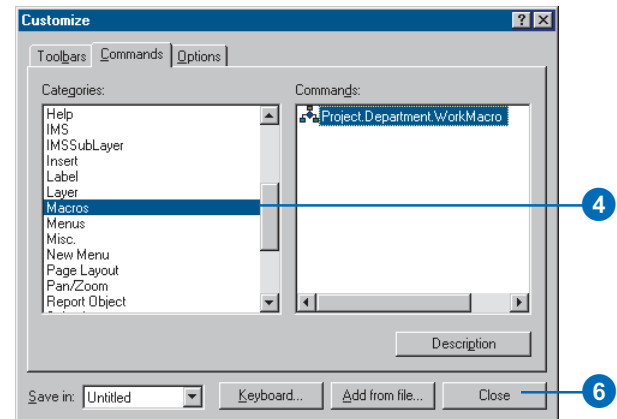 Customize
Toolbars Commands Options
Categories: Commands:
Help
IMS
IMSSubLayer
Insert
Label
Layer
Macros
Menus
Misc.
New Menu
Page Layout
Pan/Zoom
Report Object
Project.Department.WorkMacro
4
Description
Save in: Untitled Keyboard... Add from file... Close
6